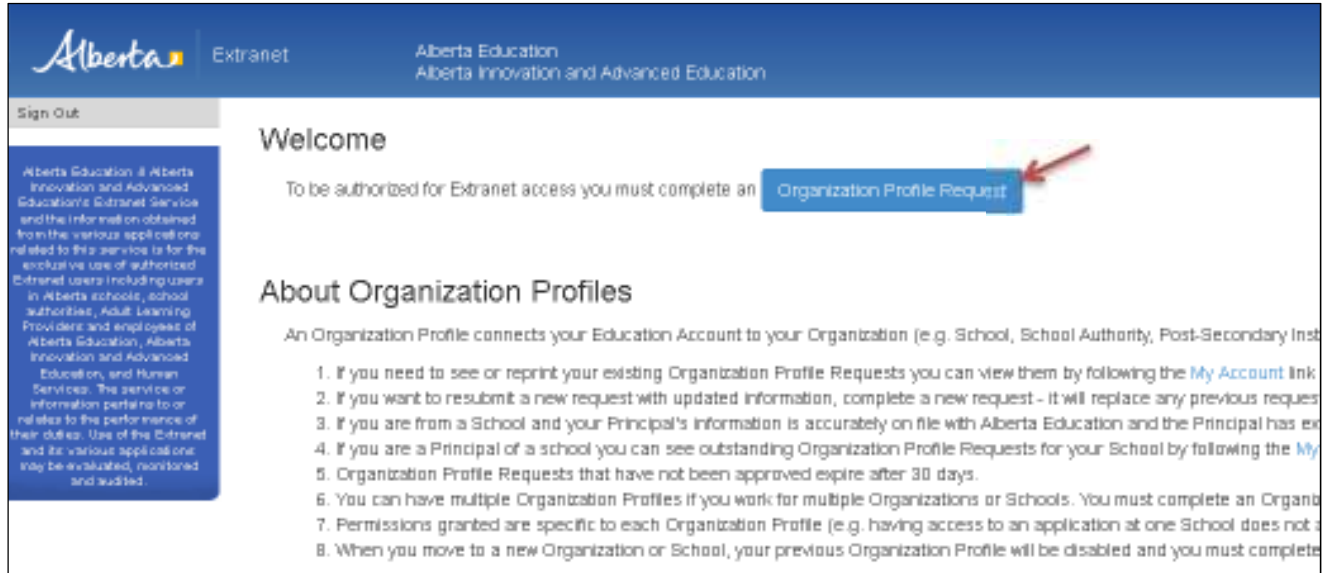 Alberta Extranet
Alberta Education
Alberta Innovation and Advanced Education
Sign Out
Alberta Education & Alberta
Innovation and Advanced
Education's Extranet Service
and the information obtained
from the various applications
related to this service is for the
exclusive use of authorized
Extranet users including users
in Alberta schools, school
authorities, Adult Learning
Providers and employees of
Alberta Education, Alberta
Innovation and Advanced
Education, and Human
Services. The service or
information pertains to or
relates to the performance of
their duties. Use of the Extranet
and its various applications
may be evaluated, monitored
and audited.
Welcome
To be authorized for Extranet access you must complete an Organization Profile Request
About Organization Profiles
An Organization Profile connects your Education Account to your Organization (e.g. School, School Authority, Post-Secondary Inst
1. If you need to see or reprint your existing Organization Profile Requests you can view them by following the My Account link
2. If you want to resubmit a new request with updated information, complete a new request - it will replace any previous reques
3. If you are from a School and your Principal's information is accurately on file with Alberta Education and the Principal has ex
4. If you are a Principal of a school you can see outstanding Organization Profile Requests for your School by following the My
5. Organization Profile Requests that have not been approved expire after 30 days.
6. You can have multiple Organization Profiles if you work for multiple Organizations or Schools. You must complete an Organiz
7. Permissions granted are specific to each Organization Profile (e.g. having access to an application at one School does not a
8. When you move to a new Organization or School, your previous Organization Profile will be disabled and you must complete